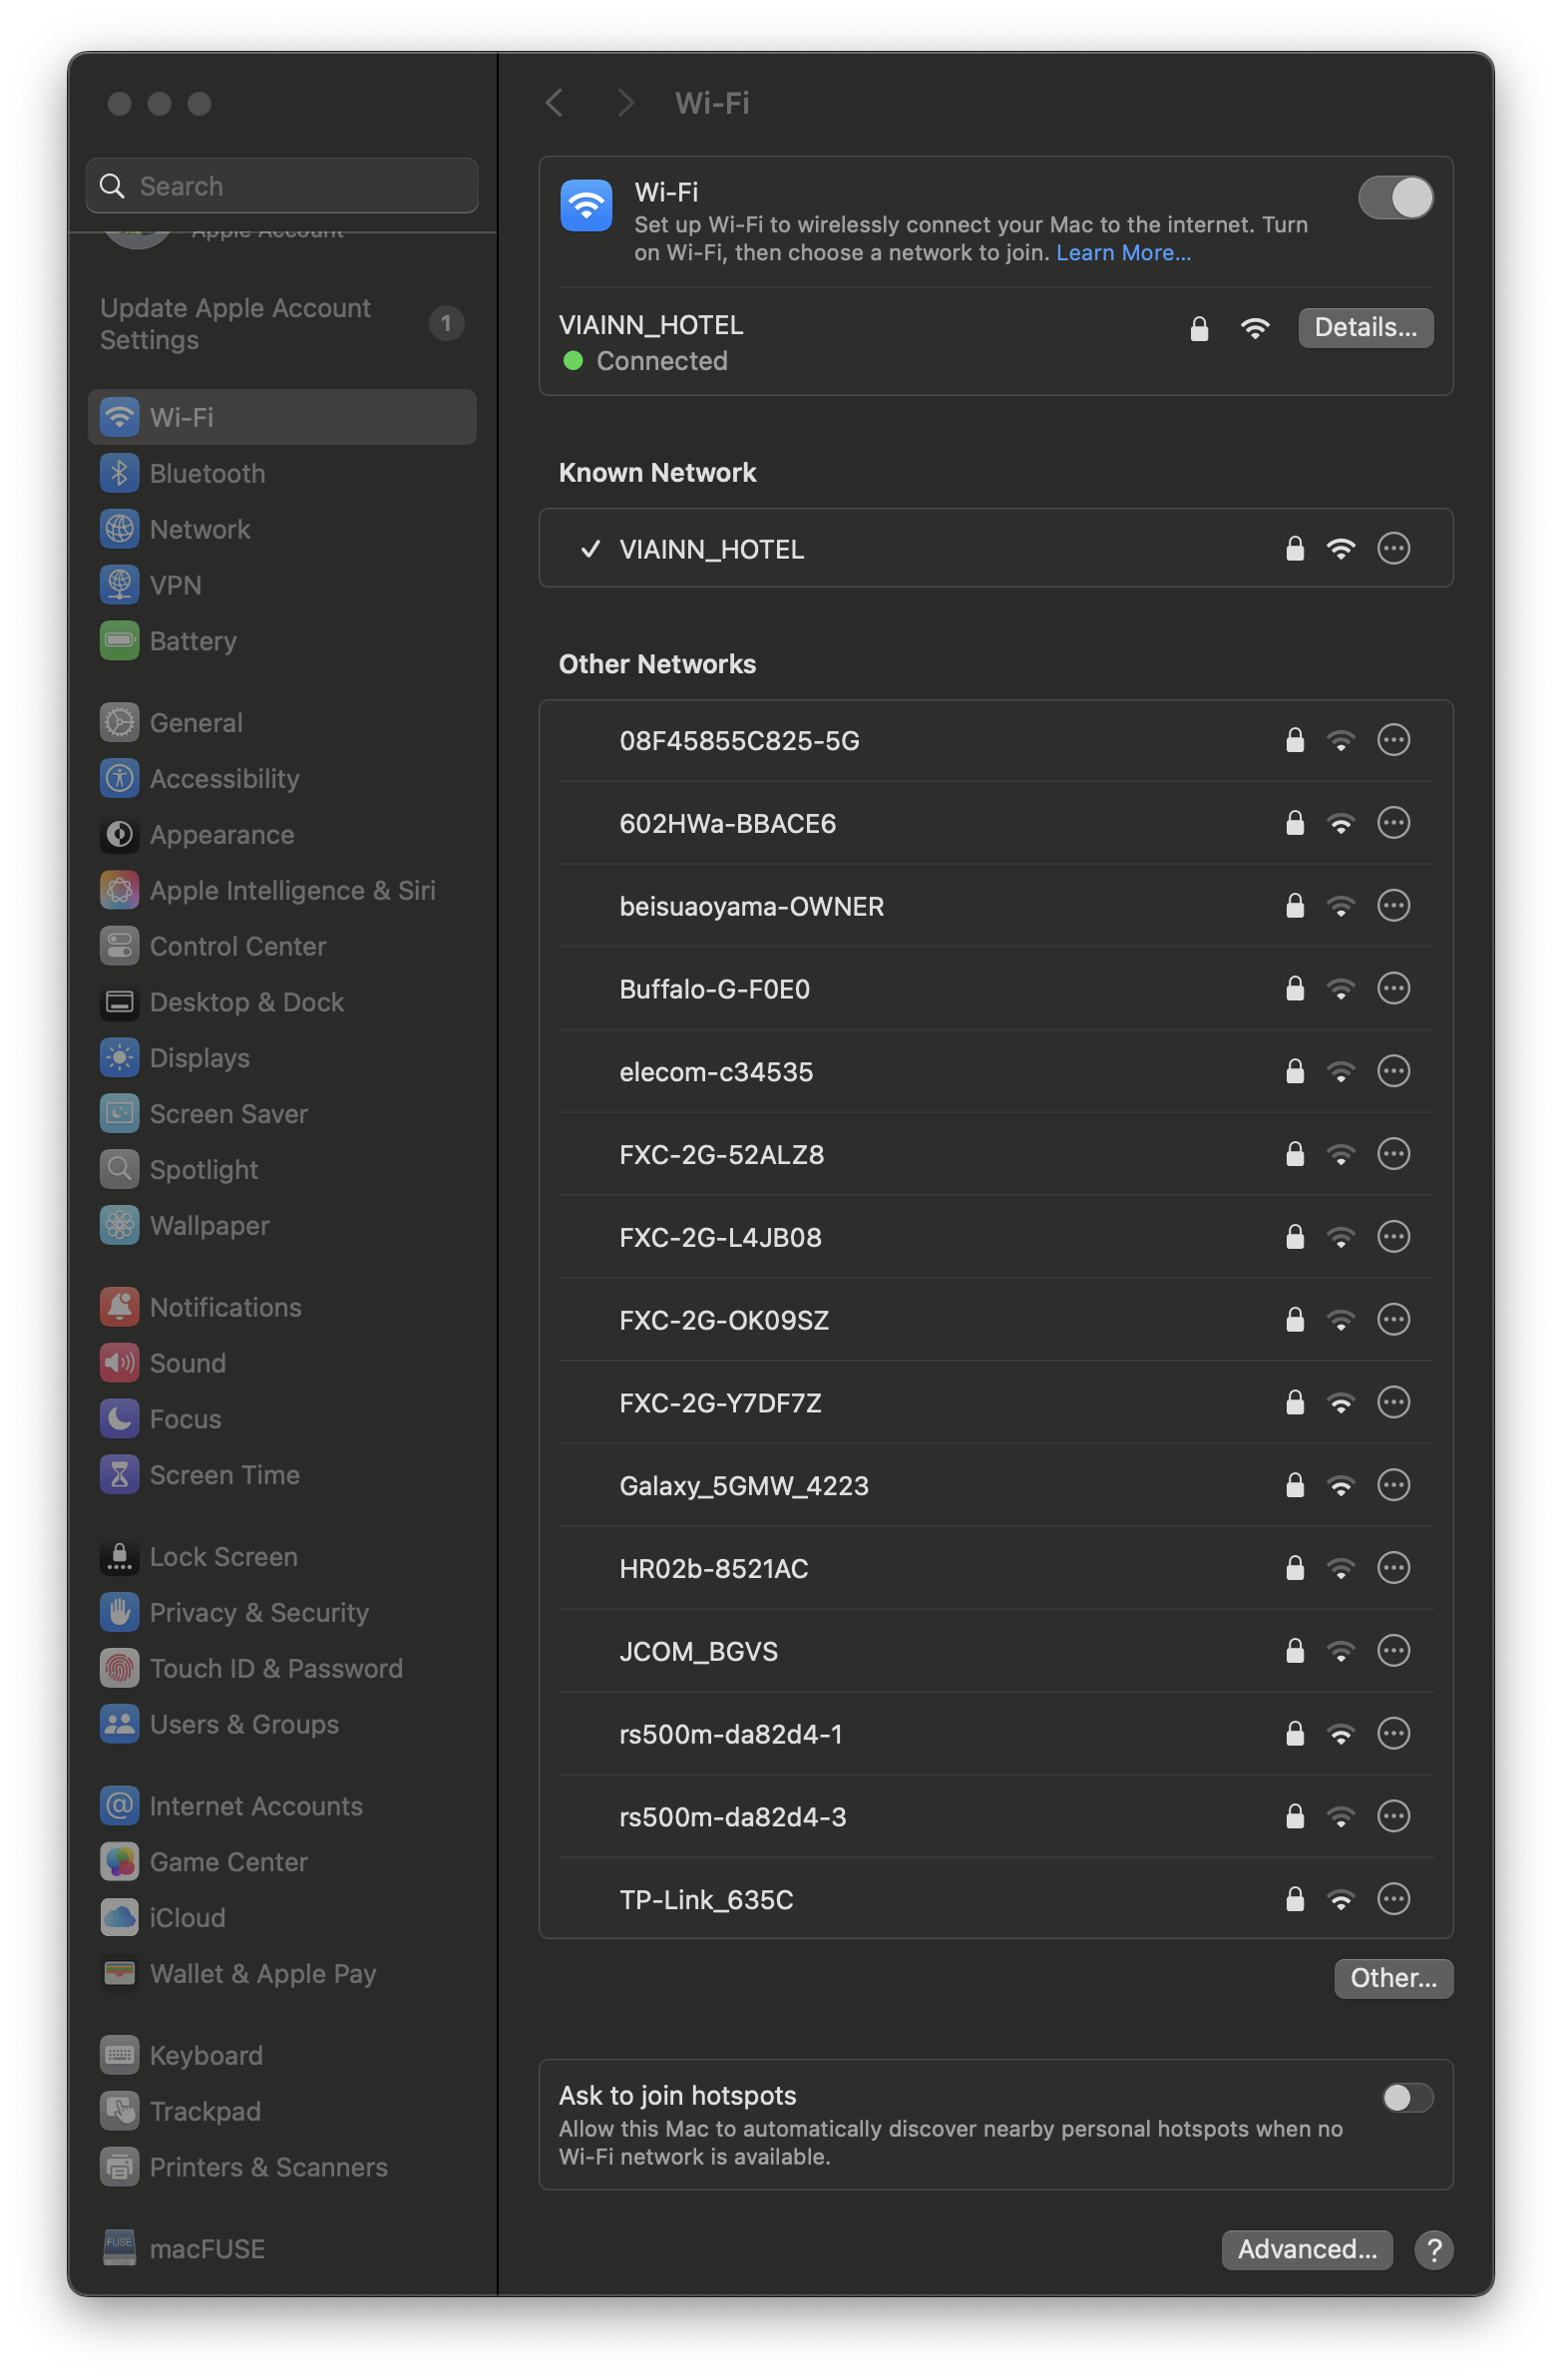 Search
Apple Account
Update Apple Account
Settings
1
Wi-Fi
Bluetooth
Network
VPN
Battery
General
Accessibility
Appearance
Apple Intelligence & Siri
Control Center
Desktop & Dock
Displays
Screen Saver
Spotlight
Wallpaper
Notifications
Sound
Focus
Screen Time
Lock Screen
Privacy & Security
Touch ID & Password
Users & Groups
Internet Accounts
Game Center
iCloud
Wallet & Apple Pay
Keyboard
Trackpad
Printers & Scanners
FUSE
macFUSE
Wi-Fi
Wi-Fi
Set up Wi-Fi to wirelessly connect your Mac to the internet. Turn
on Wi-Fi, then choose a network to join. Learn More...
VIAINN_HOTEL
Details...
Connected
Known Network
✓ VIAINN_HOTEL
Other Networks
08F45855C825-5G
602HWa-BBACE6
beisuaoyama-OWNER
Buffalo-G-F0E0
elecom-c34535
FXC-2G-52ALZ8
FXC-2G-L4JB08
FXC-2G-OK09SZ
FXC-2G-Y7DF7Z
Galaxy_5GMW_4223
HR02b-8521AC
JCOM_BGVS
rs500m-da82d4-1
rs500m-da82d4-3
TP-Link_635C
Other...
Ask to join hotspots
Allow this Mac to automatically discover nearby personal hotspots when no
Wi-Fi network is available.
Advanced...
?